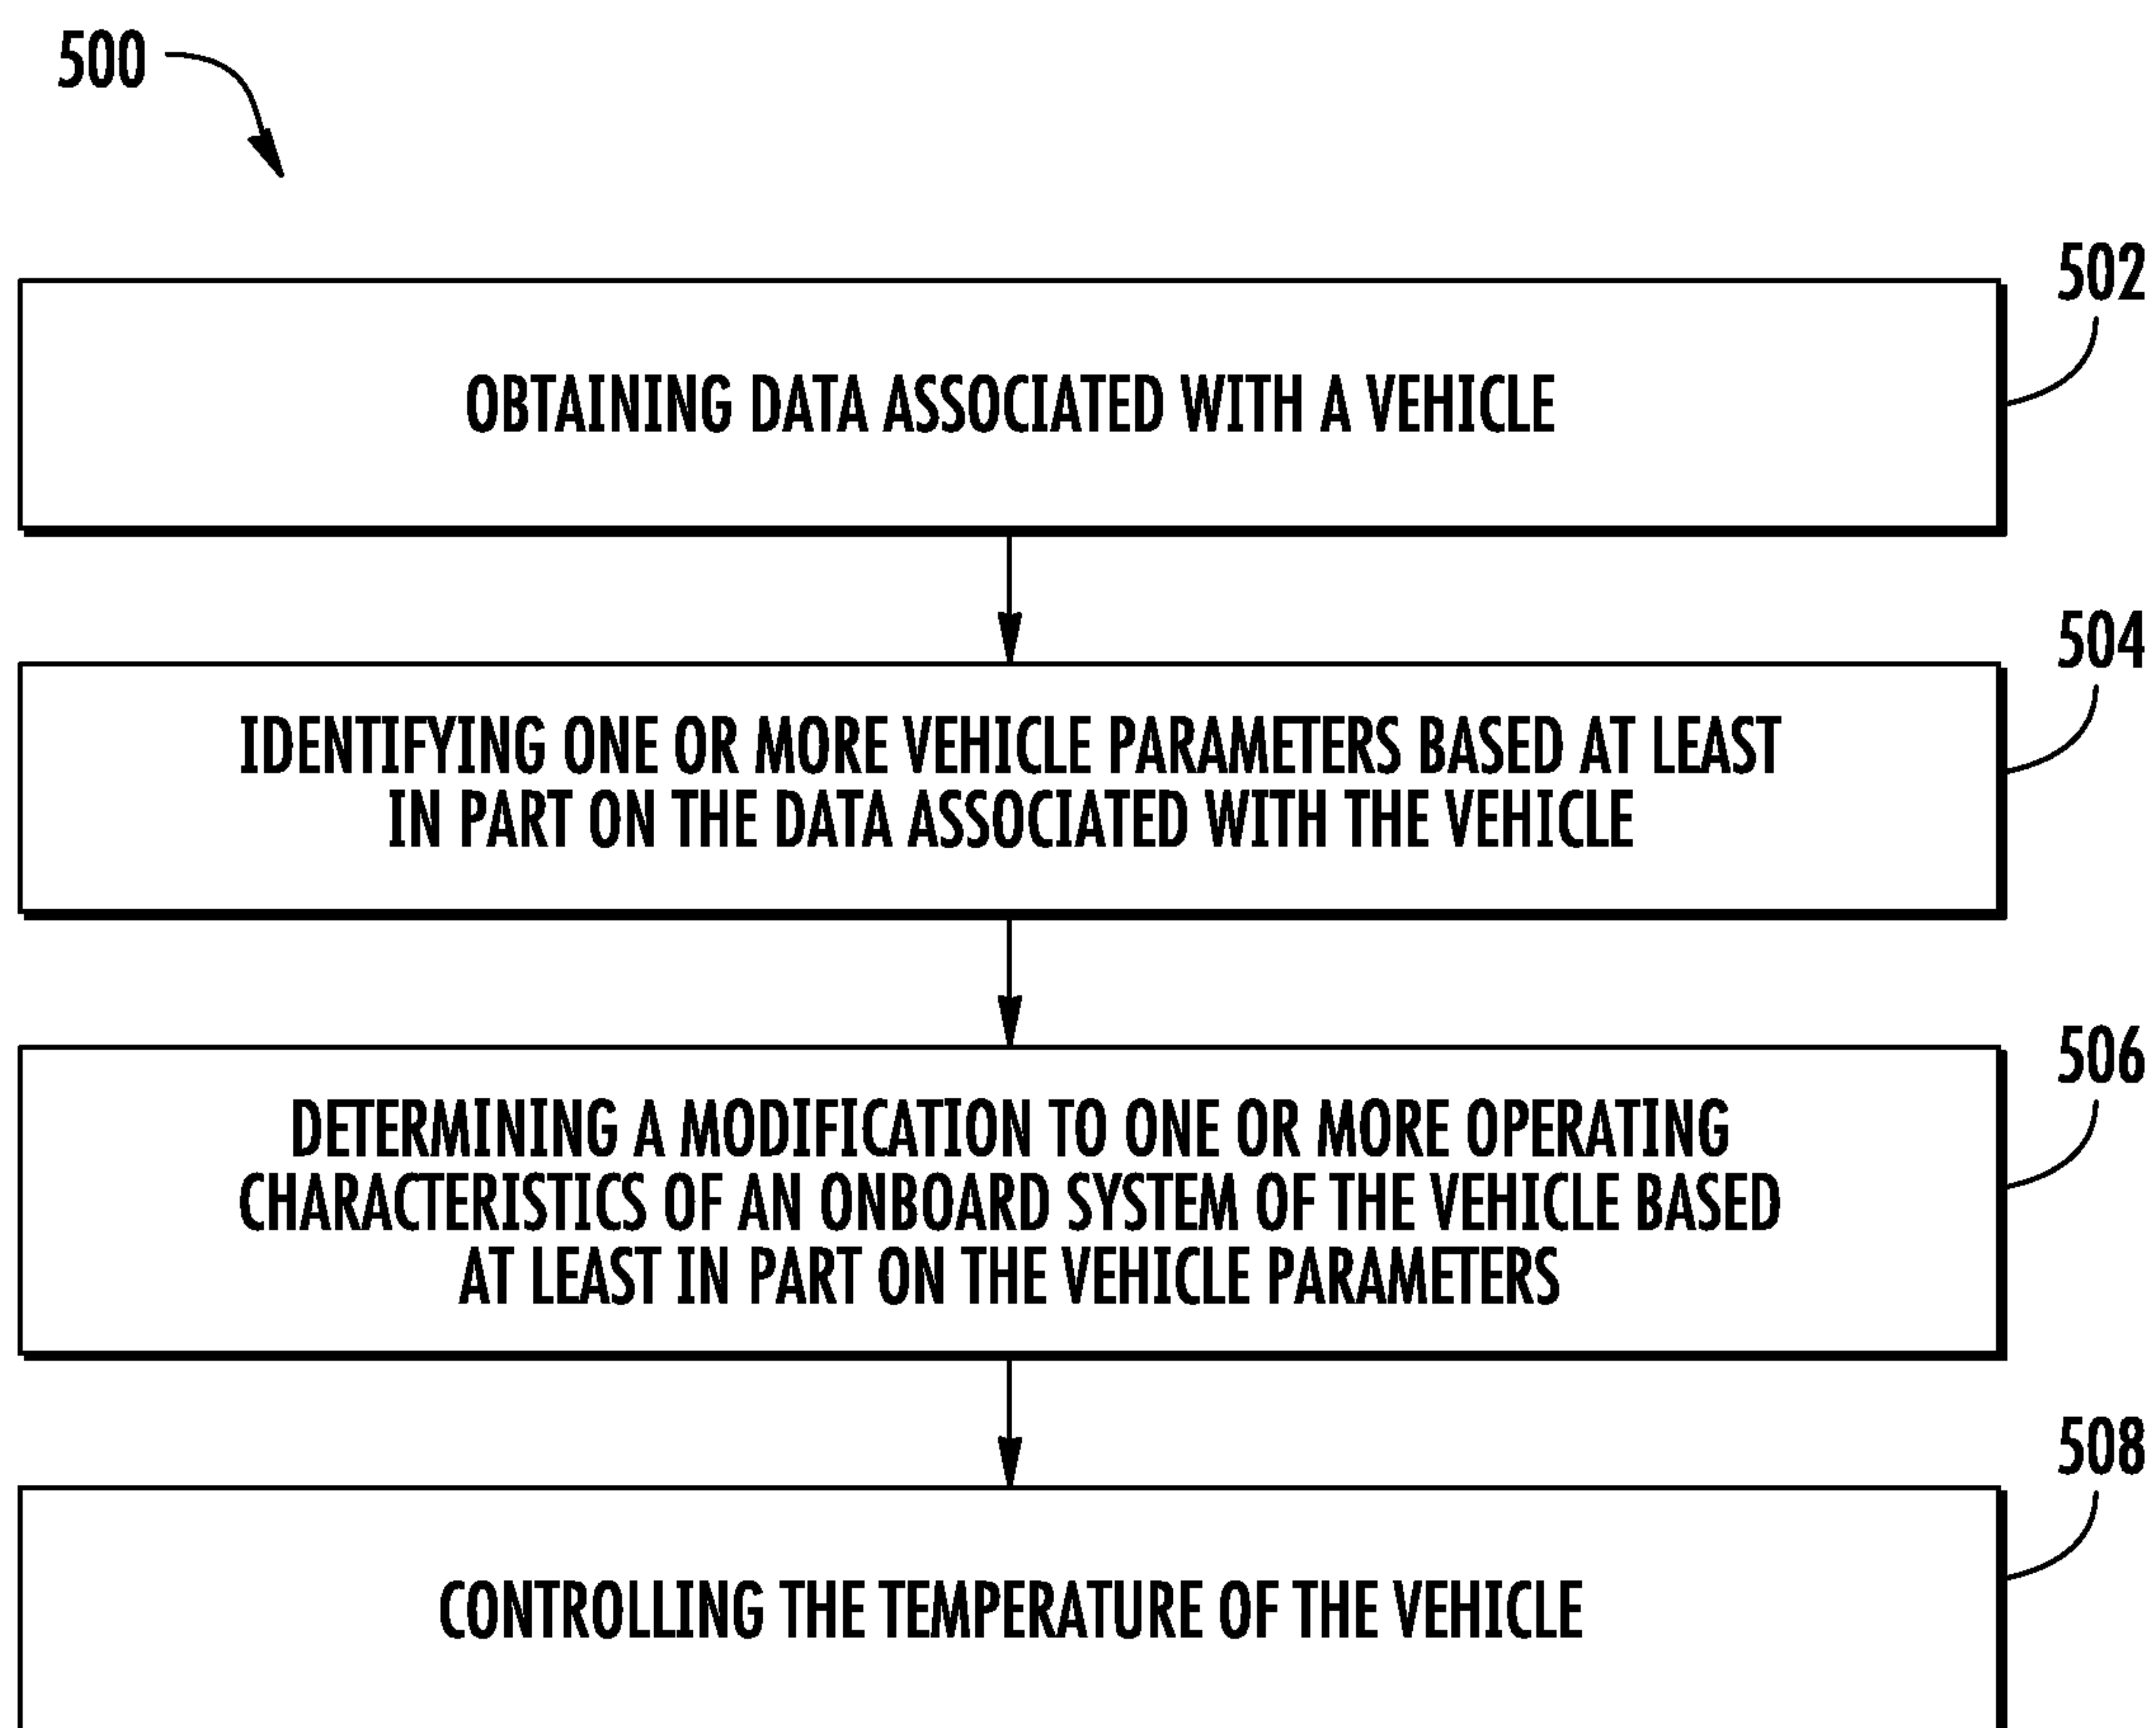 500
502
OBTAINING DATA ASSOCIATED WITH A VEHICLE
504
IDENTIFYING ONE OR MORE VEHICLE PARAMETERS BASED AT LEAST
IN PART ON THE DATA ASSOCIATED WITH THE VEHICLE
506
DETERMINING A MODIFICATION TO ONE OR MORE OPERATING
CHARACTERISTICS OF AN ONBOARD SYSTEM OF THE VEHICLE BASED
AT LEAST IN PART ON THE VEHICLE PARAMETERS
508
CONTROLLING THE TEMPERATURE OF THE VEHICLE